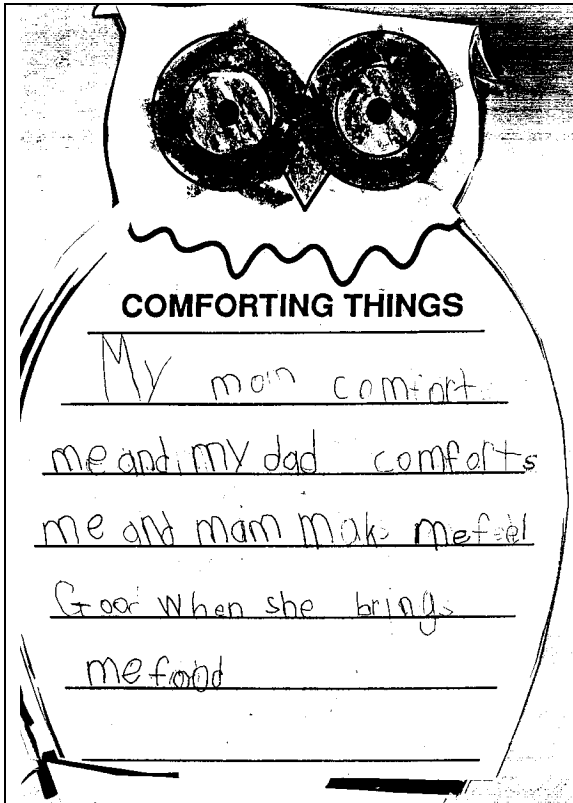 COMFORTING THINGS
My mom comfort
me and my dad comforts
me and mam make me feel
Good when she brings
me food